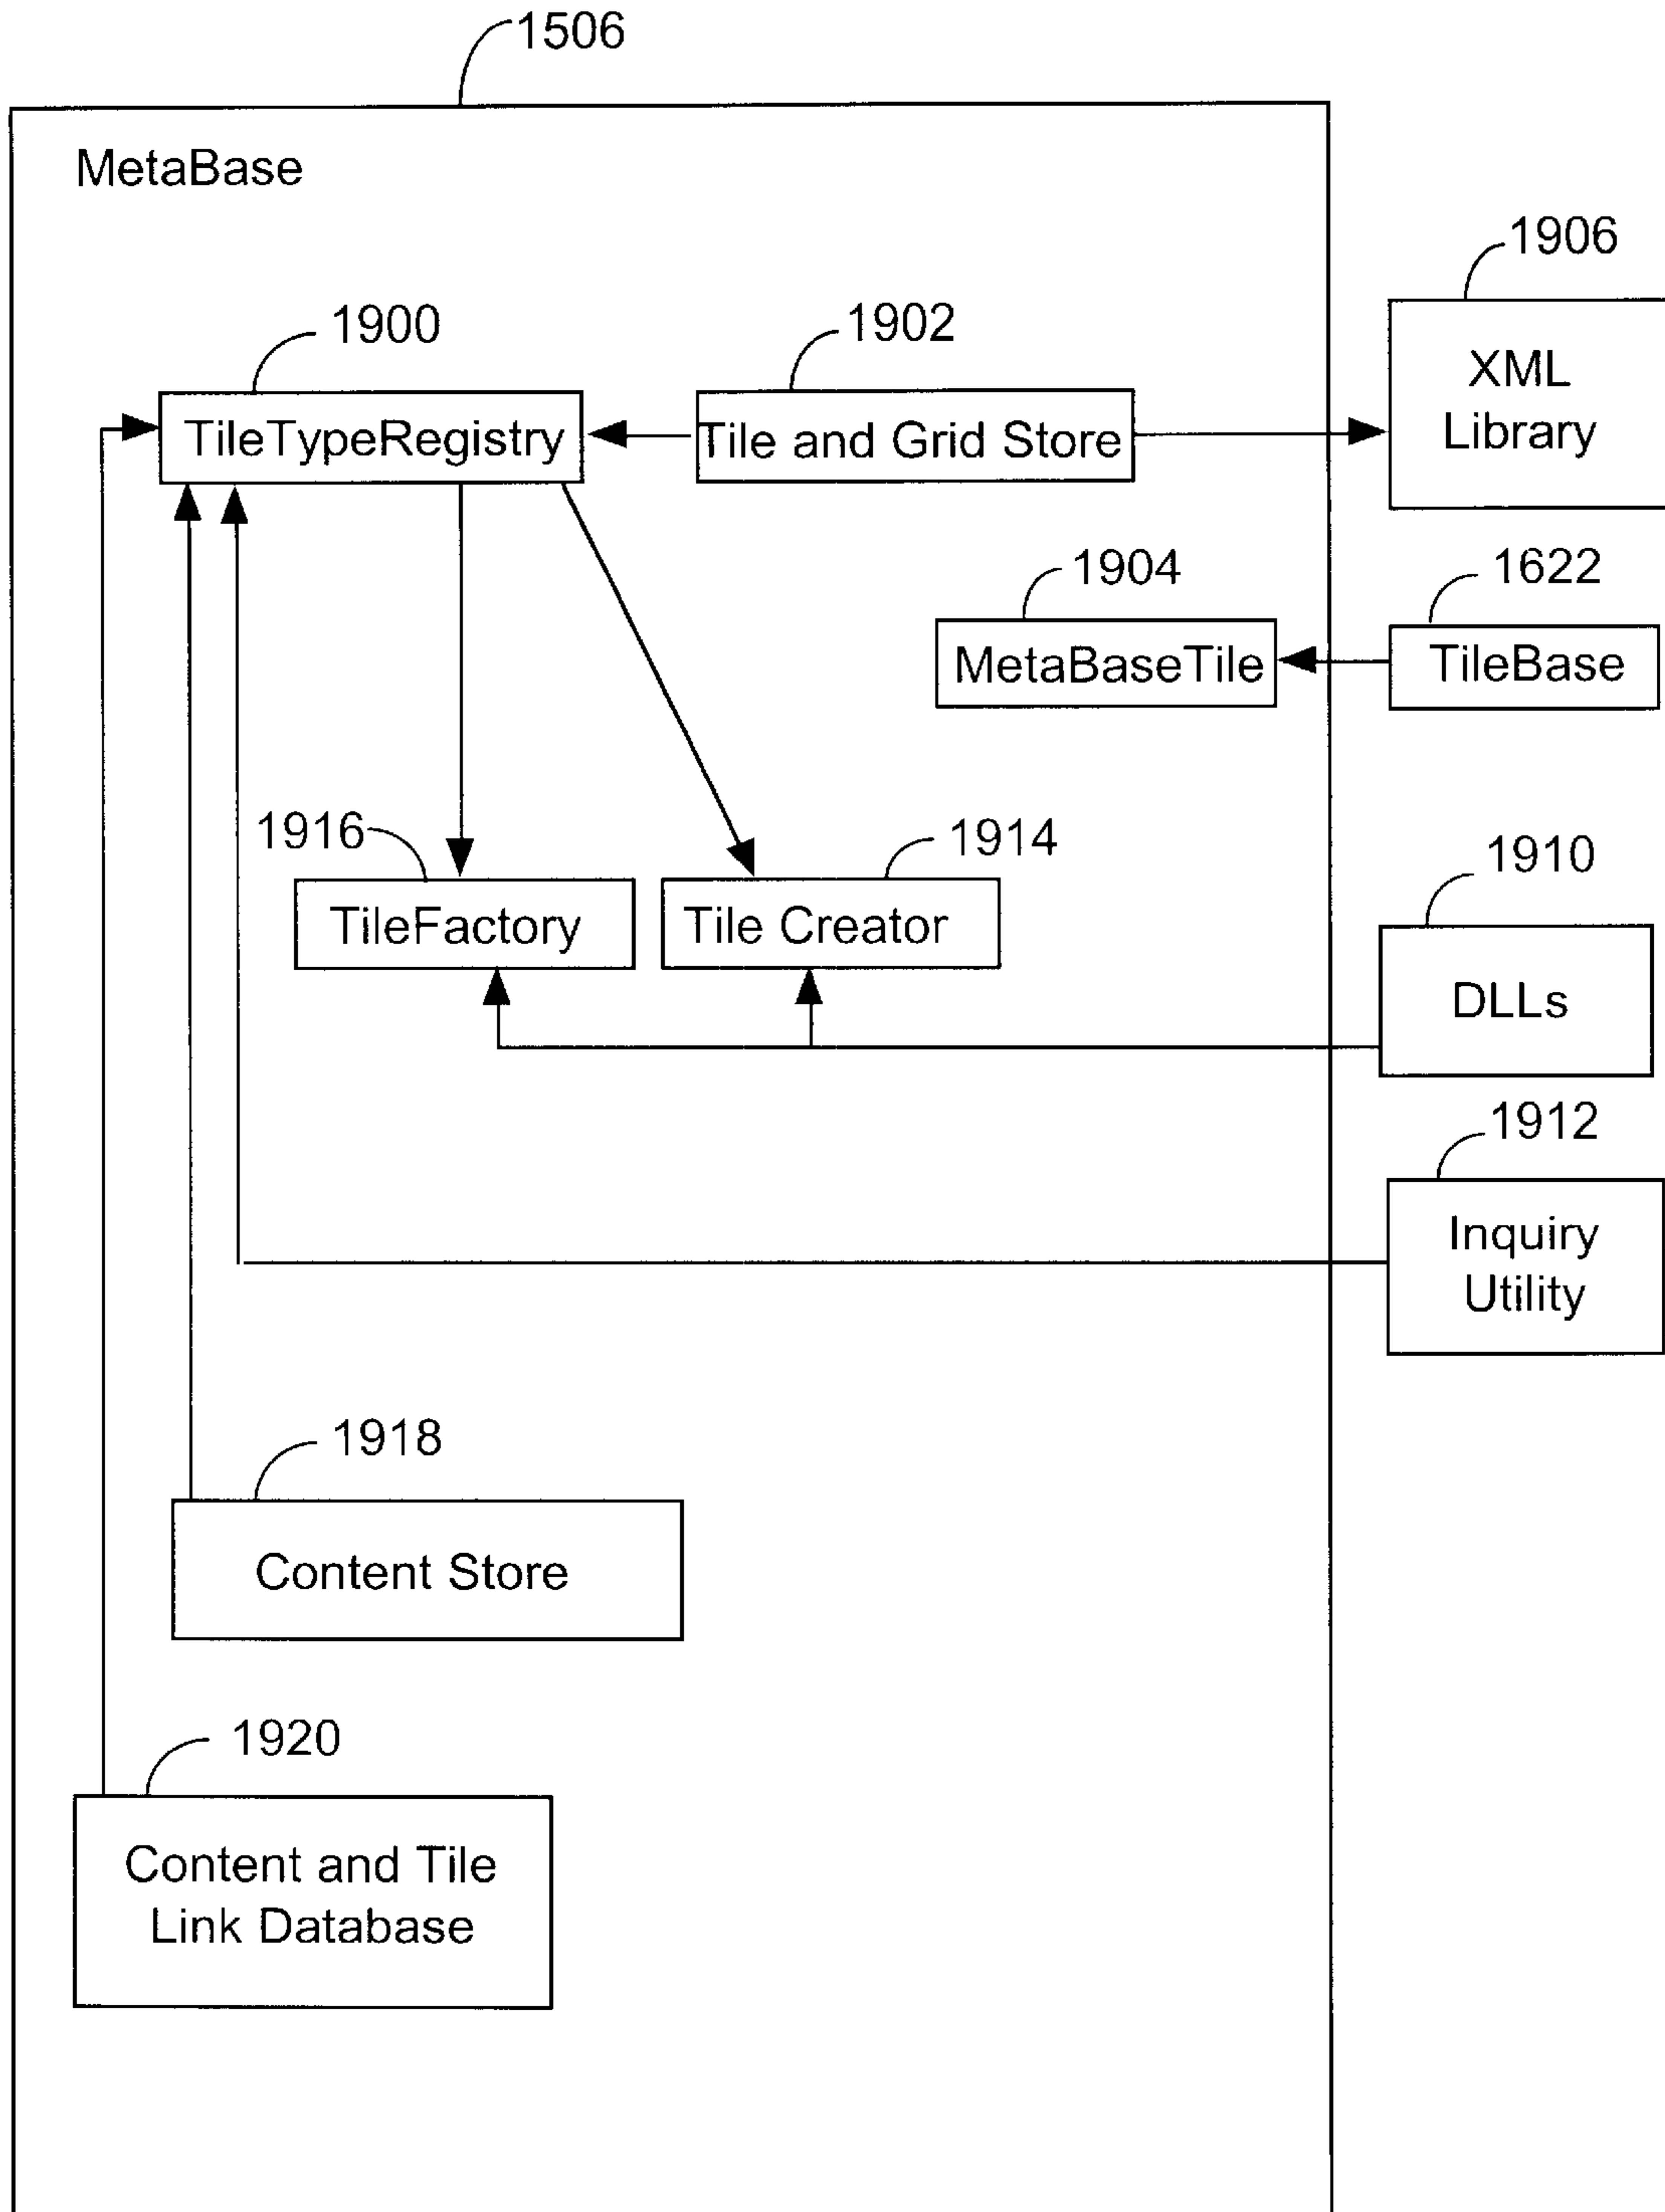 1506
MetaBase
1906
XML
Library
1900
1902
TileTypeRegistry
Tile and Grid Store
1904
1622
MetaBaseTile
TileBase
1916
1914
1910
TileFactory
Tile Creator
DLLs
1912
Inquiry
Utility
1918
Content Store
1920
Content and Tile
Link Database